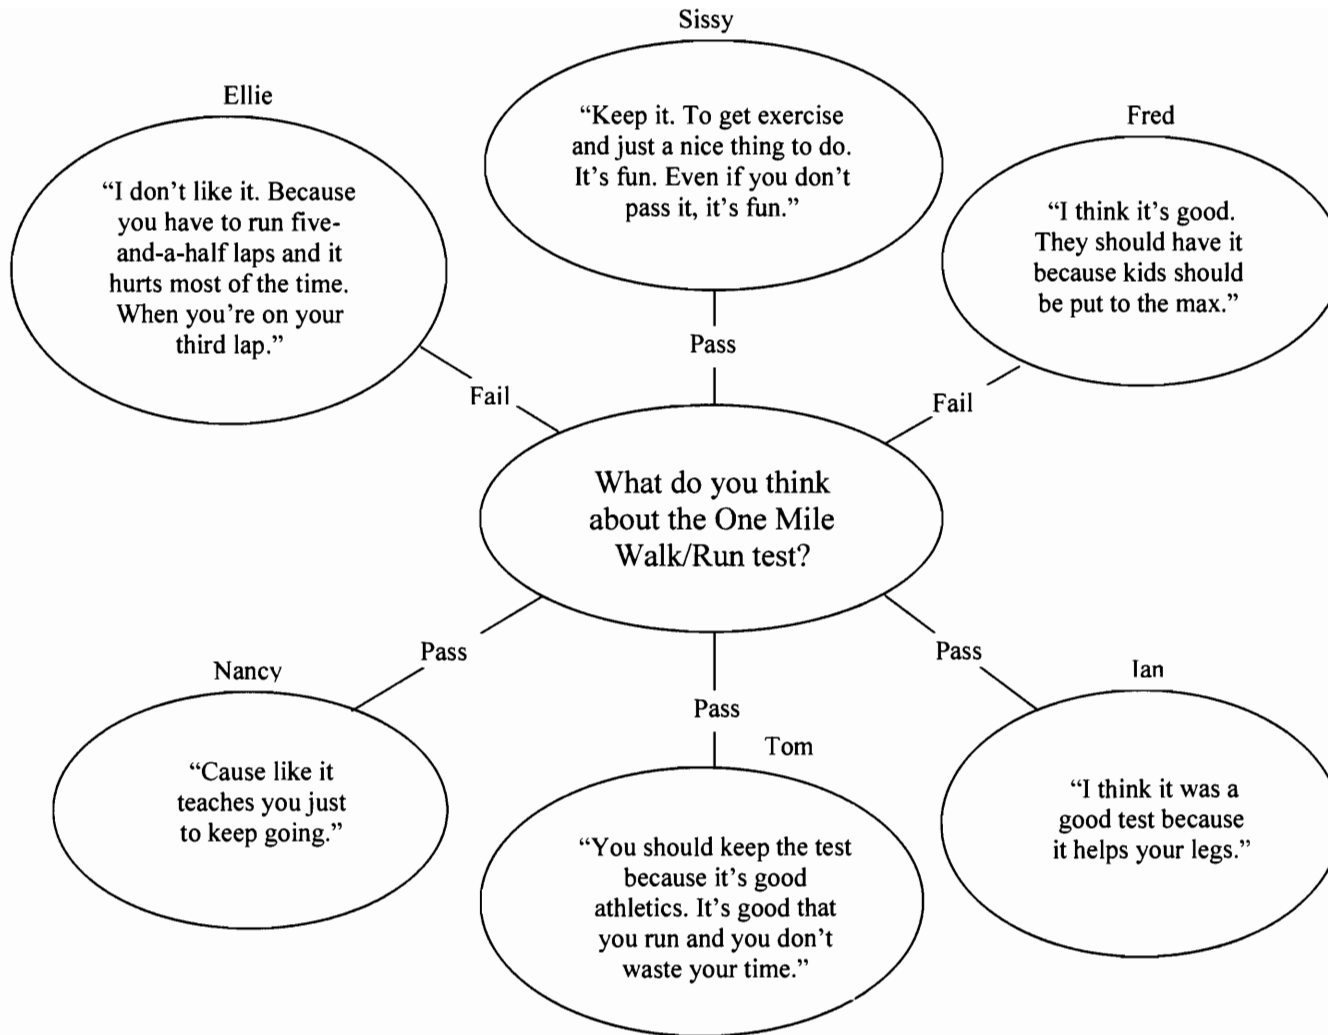 Sissy
“Keep it. To get exercise
and just a nice thing to do.
It’s fun. Even if you don’t
pass it, it’s fun.”
Pass
Ellie
“I don’t like it. Because
you have to run five-
and-a-half laps and it
hurts most of the time.
When you’re on your
third lap.”
Fail
Fred
“I think it’s good.
They should have it
because kids should
be put to the max.”
Fail
What do you think
about the One Mile
Walk/Run test?
Pass
Nancy
“Cause like it
teaches you just
to keep going.”
Pass
Tom
“You should keep the test
because it’s good
athletics. It’s good that
you run and you don’t
waste your time.”
Pass
Ian
“I think it was a
good test because
it helps your legs.”